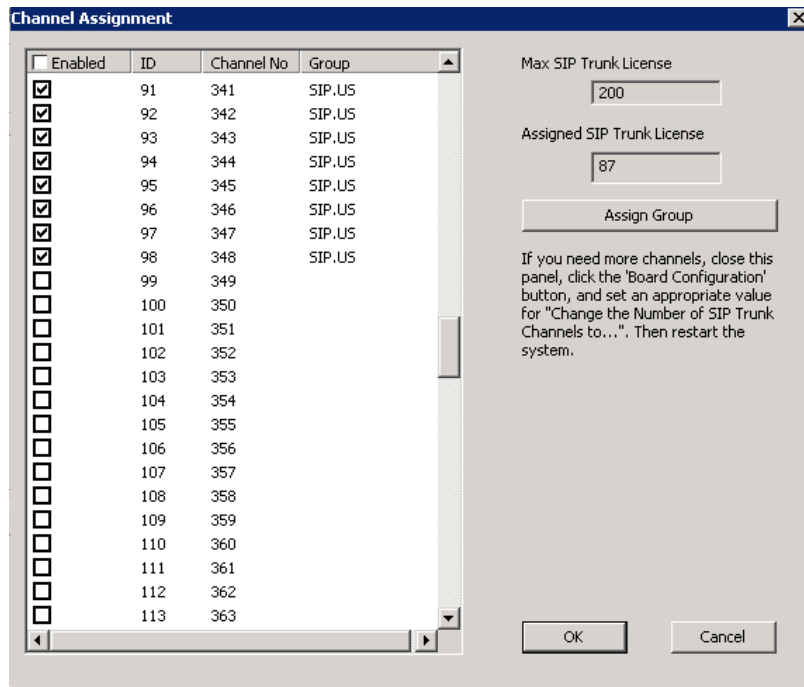 Channel Assignment
Enabled ID Channel No Group
91 341 SIP.US
92 342 SIP.US
93 343 SIP.US
94 344 SIP.US
95 345 SIP.US
96 346 SIP.US
97 347 SIP.US
98 348 SIP.US
99 349
100 350
101 351
102 352
103 353
104 354
105 355
106 356
107 357
108 358
109 359
110 360
111 361
112 362
113 363
Max SIP Trunk License
200
Assigned SIP Trunk License
87
Assign Group
If you need more channels, close this
panel, click the 'Board Configuration'
button, and set an appropriate value
for "Change the Number of SIP Trunk
Channels to...". Then restart the
system.
OK
Cancel